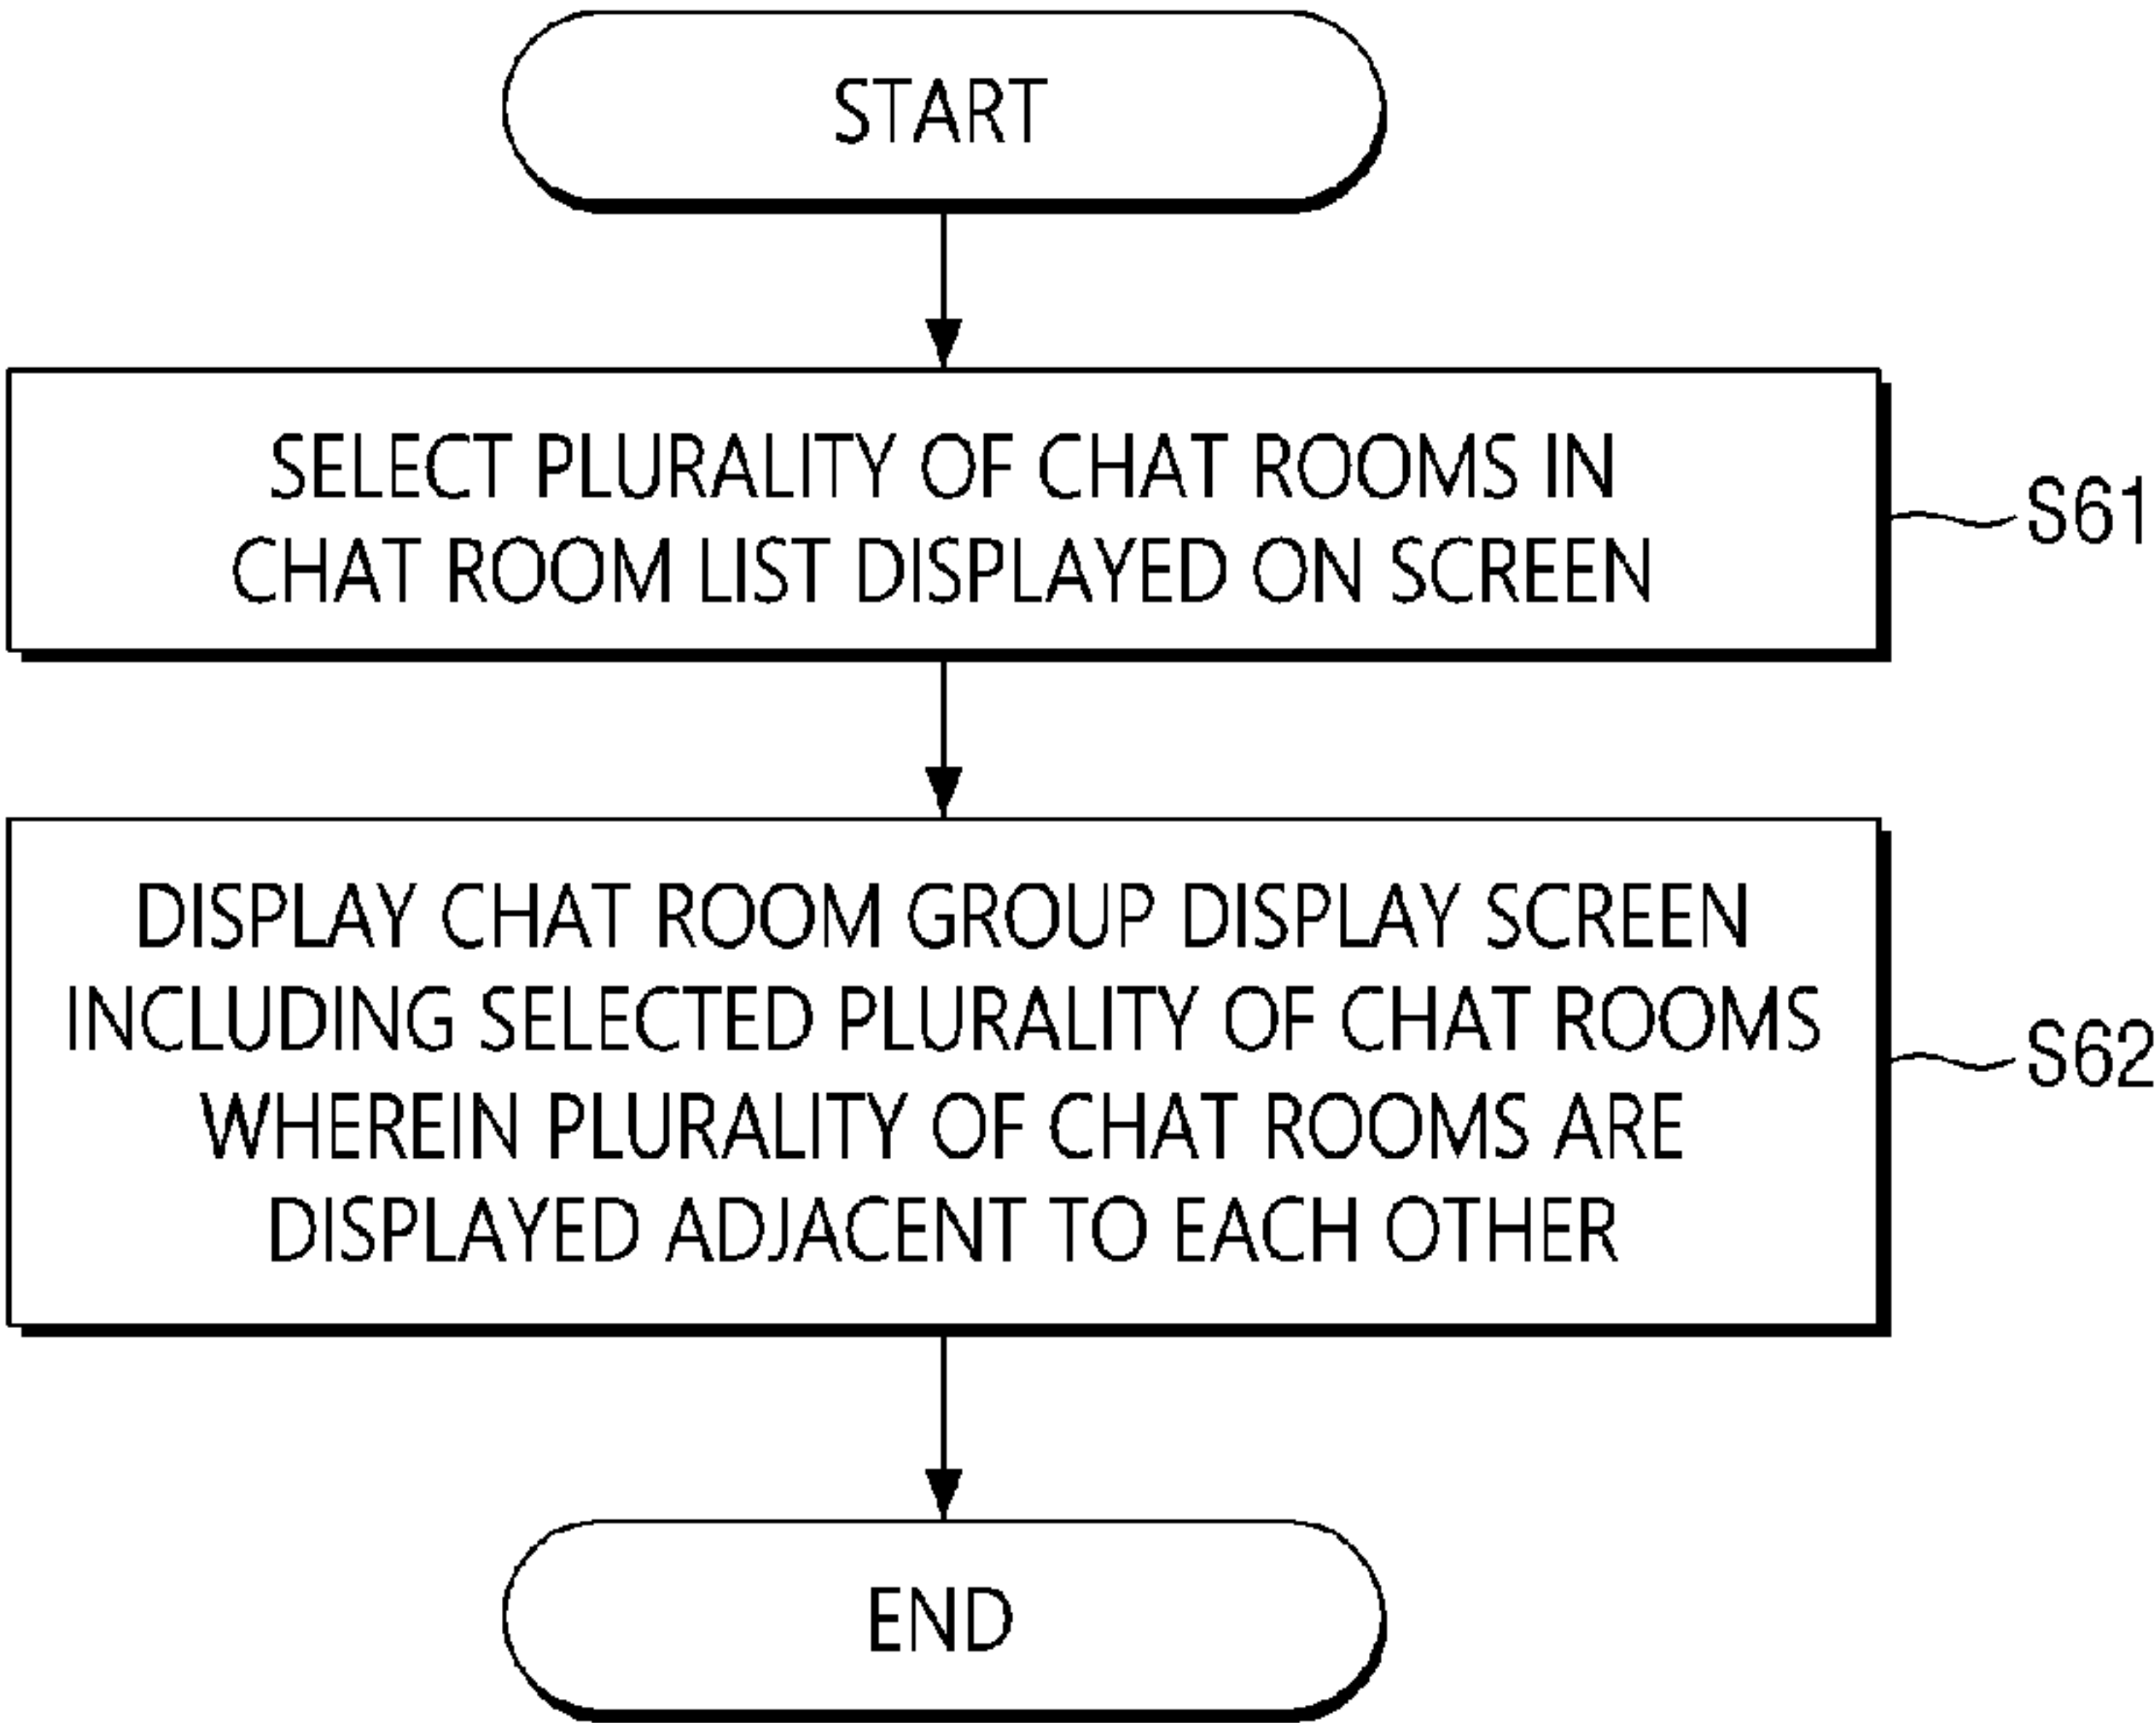 START
SELECT PLURALITY OF CHAT ROOMS IN
CHAT ROOM LIST DISPLAYED ON SCREEN
S61
DISPLAY CHAT ROOM GROUP DISPLAY SCREEN
INCLUDING SELECTED PLURALITY OF CHAT ROOMS
WHEREIN PLURALITY OF CHAT ROOMS ARE
DISPLAYED ADJACENT TO EACH OTHER
S62
END